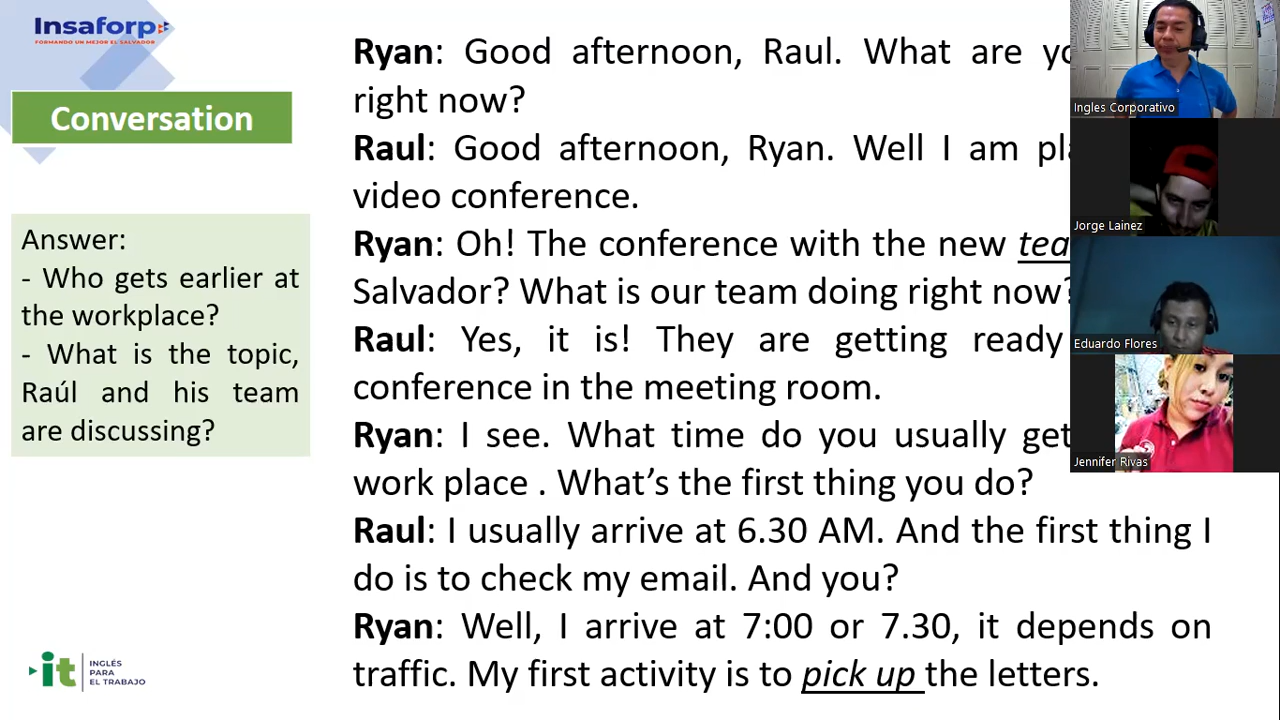 Insaforp
FORMANDO UN MEJOR EL SALVADOR
Conversation
Answer:
- Who gets earlier at
the workplace?
- What is the topic,
Raúl and his team
are discussing?
Ryan: Good afternoon, Raul. What are
right now?
Raul: Good afternoon, Ryan. Well I am
video conference.
Ryan: Oh! The conference with the new
Salvador? What is our team doing right now?
Raul: Yes, it is! They are getting ready
conference in the meeting room.
Ryan: I see. What time do you usually get
work place . What's the first thing you do?
Raul: I usually arrive at 6.30 AM. And the first thing I
do is to check my email. And you?
Ryan: Well, I arrive at 7:00 or 7.30, it depends on
traffic. My first activity is to pick up the letters.
it
INGLÉS
PARA
EL TRABAJO
Ingles Corporativo
Jorge Lainez
Eduardo Flores
Jennifer Rivas